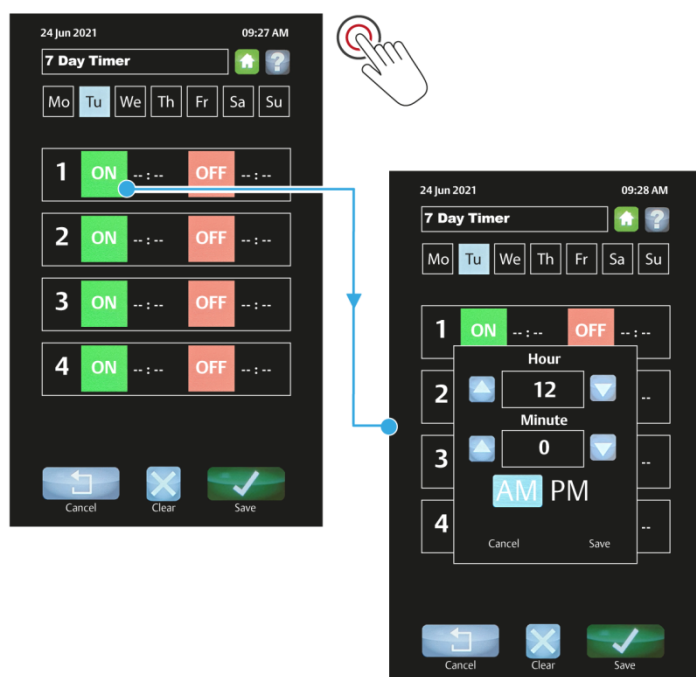 24 Jun 2021 09:27 AM
7 Day Timer ?
Mo Tu We Th Fr Sa Su
1 ON --:-- OFF --:--
2 ON --:-- OFF --:--
3 ON --:-- OFF --:--
4 ON --:-- OFF --:--
Cancel Clear Save
24 Jun 2021 09:28 AM
7 Day Timer ?
Mo Tu We Th Fr Sa Su
1 ON --:-- OFF --:--
Hour
2 12 --
Minute
3 0 --
AM PM
4 --
Cancel Save
Cancel Clear Save